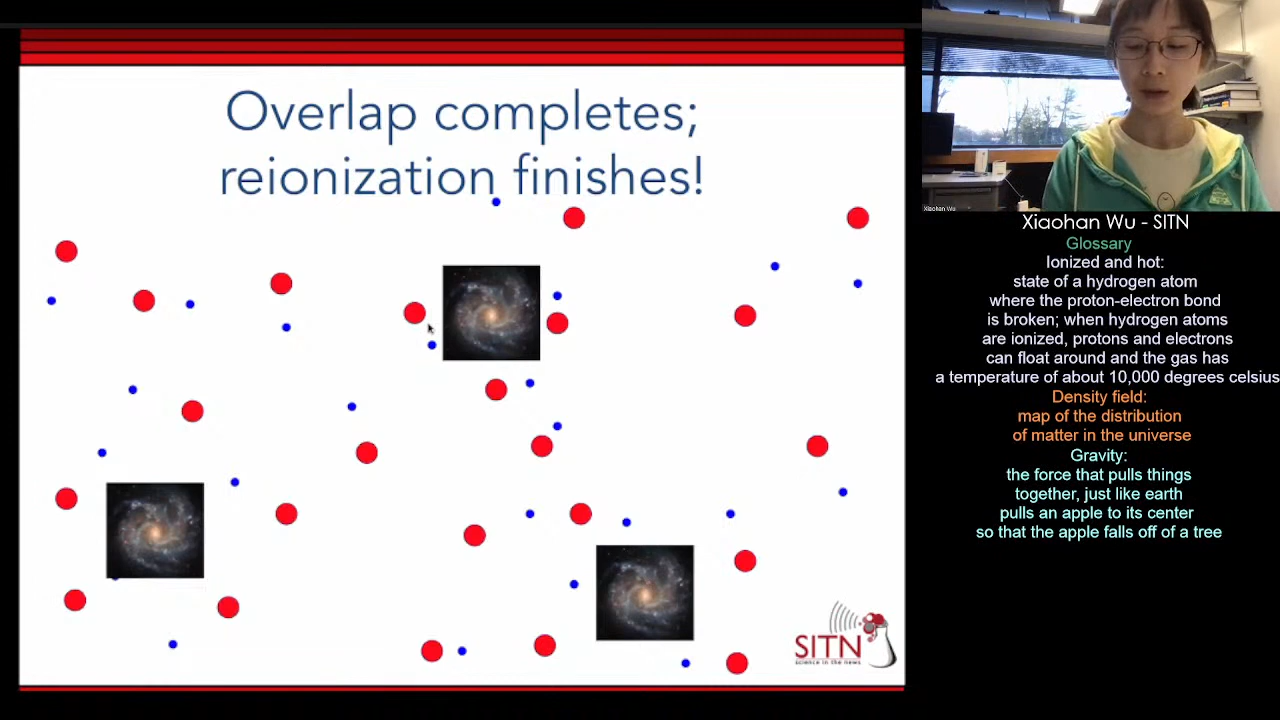 Overlap completes;
reionization finishes!
SITN
science in the news
Xiaohan Wu
Xiaohan Wu - SITN
Glossary
Ionized and hot:
state of a hydrogen atom
where the proton-electron bond
is broken; when hydrogen atoms
are ionized, protons and electrons
can float around and the gas has
a temperature of about 10,000 degrees celsius
Density field:
map of the distribution
of matter in the universe
Gravity:
the force that pulls things
together, just like earth
pulls an apple to its center
so that the apple falls off of a tree